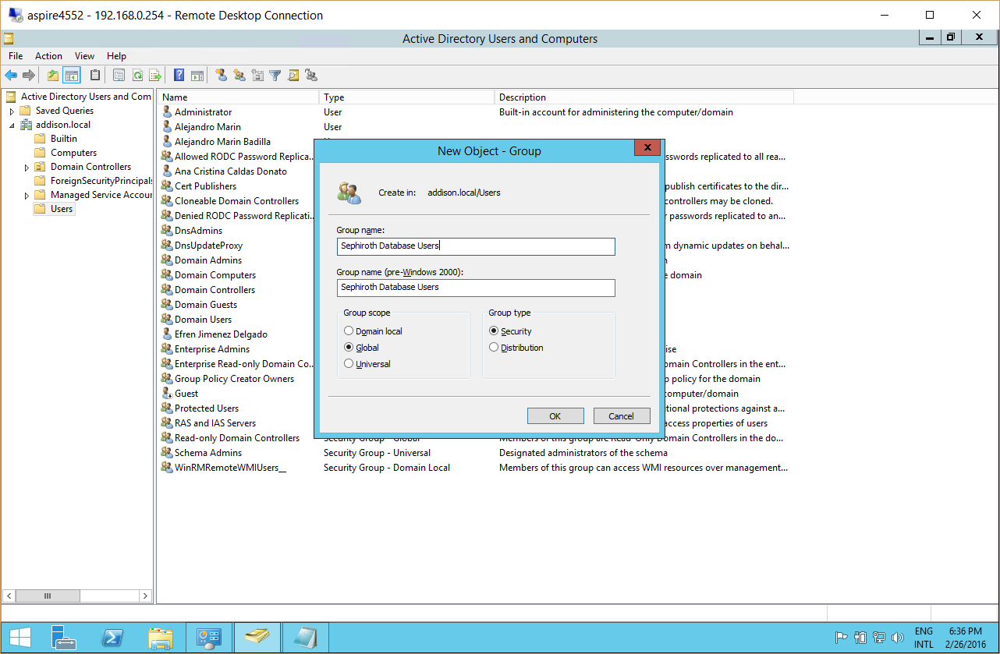 aspire4552 - 192.168.0.254 - Remote Desktop Connection
Active Directory Users and Computers
File Action View Help
Active Directory Users and Com
Saved Queries
addison.local
Builtin
Computers
Domain Controllers
ForeignSecurityPrincipals
Managed Service Accour
Users
Name Type Description
Administrator User Built-in account for administering the computer/domain
Alejandro Marin User
Alejandro Marin Badilla
Allowed RODC Password Replica... sswords replicated to all rea...
Ana Cristina Caldas Donato
Cert Publishers publish certificates to the dir...
Cloneable Domain Controllers controllers may be cloned.
Denied RODC Password Replicati... passwords replicated to an...
DnsAdmins
DnsUpdateProxy m dynamic updates on behal...
Domain Admins
Domain Computers e domain
Domain Controllers
Domain Guests
Domain Users
Efren Jimenez Delgado
Enterprise Admins ise
Enterprise Read-only Domain Co... omain Controllers in the ent...
Group Policy Creator Owners p policy for the domain
Guest computer/domain
Protected Users tional protections against a...
RAS and IAS Servers access properties of users
Read-only Domain Controllers Security Group - Global Members of this group are Read-Only Domain Controllers in the do...
Schema Admins Security Group - Universal Designated administrators of the schema
WinRMRemoteWMIUsers__ Security Group - Domain Local Members of this group can access WMI resources over management...
New Object - Group
Create in: addison.local/Users
Group name:
Sephiroth Database Users
Group name (pre-Windows 2000):
Sephiroth Database Users
Group scope Group type
Domain local Security
Global Distribution
Universal
OK Cancel
ENG 6:36 PM
INTL 2/26/2016